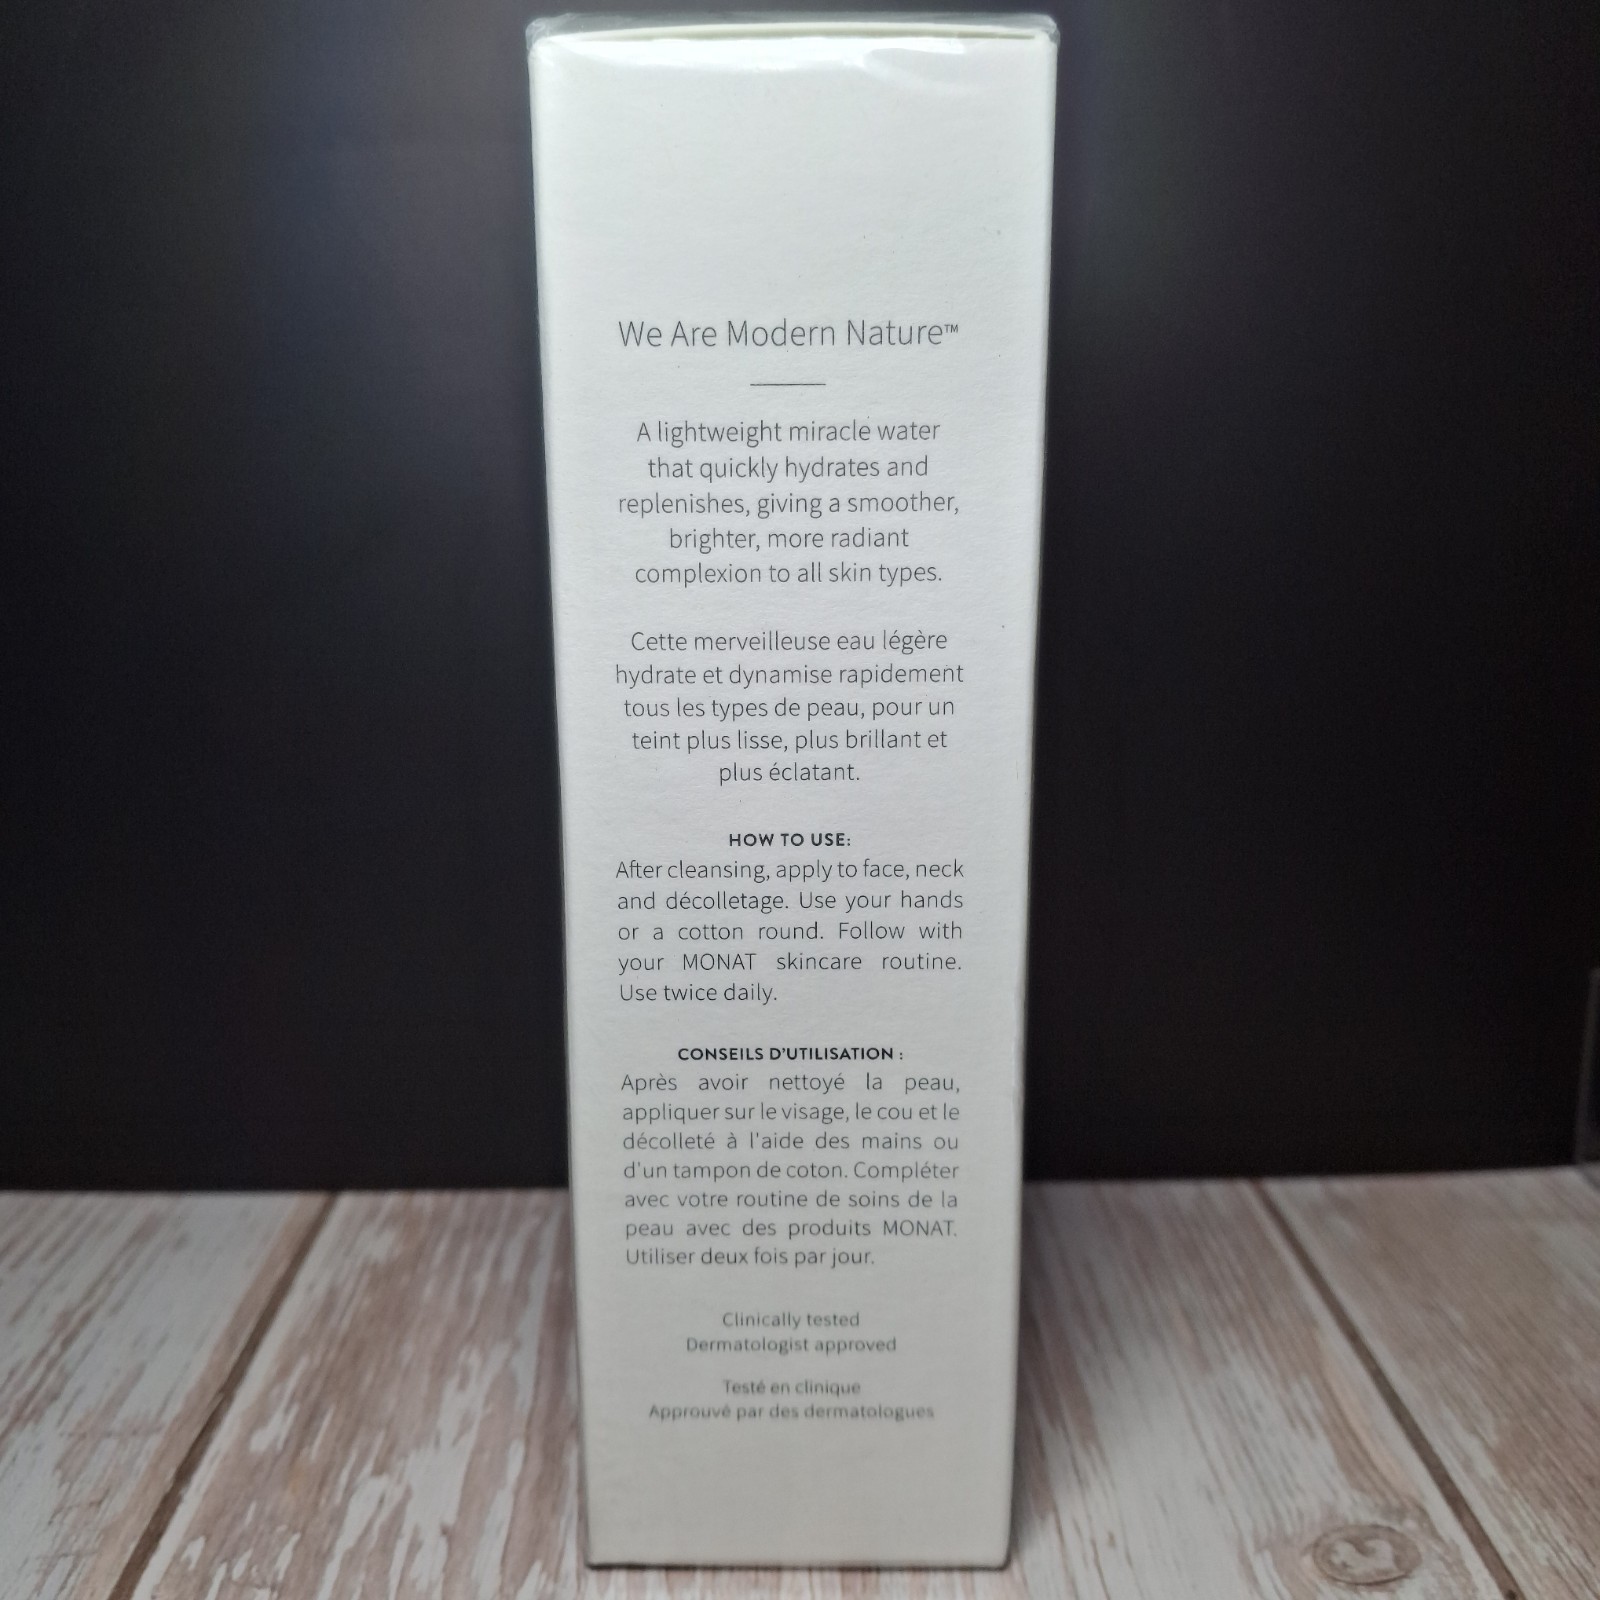 We Are Modern Nature™
A lightweight miracle water
that quickly hydrates and
replenishes, giving a smoother,
brighter, more radiant
complexion to all skin types.
Cette merveilleuse eau légère
hydrate et dynamise rapidement
tous les types de peau, pour un
teint plus lisse, plus brillant et
plus éclatant.
HOW TO USE:
After cleansing, apply to face, neck
and décolletage. Use your hands
or a cotton round. Follow with
your MONAT skincare routine.
Use twice daily.
CONSEILS D'UTILISATION :
Après avoir nettoyé la peau,
appliquer sur le visage, le cou et le
décolleté à l'aide des mains ou
d'un tampon de coton. Compléter
avec votre routine de soins de la
peau avec des produits MONAT.
Utiliser deux fois par jour.
Clinically tested
Dermatologist approved
Testé en clinique
Approuvé par des dermatologues